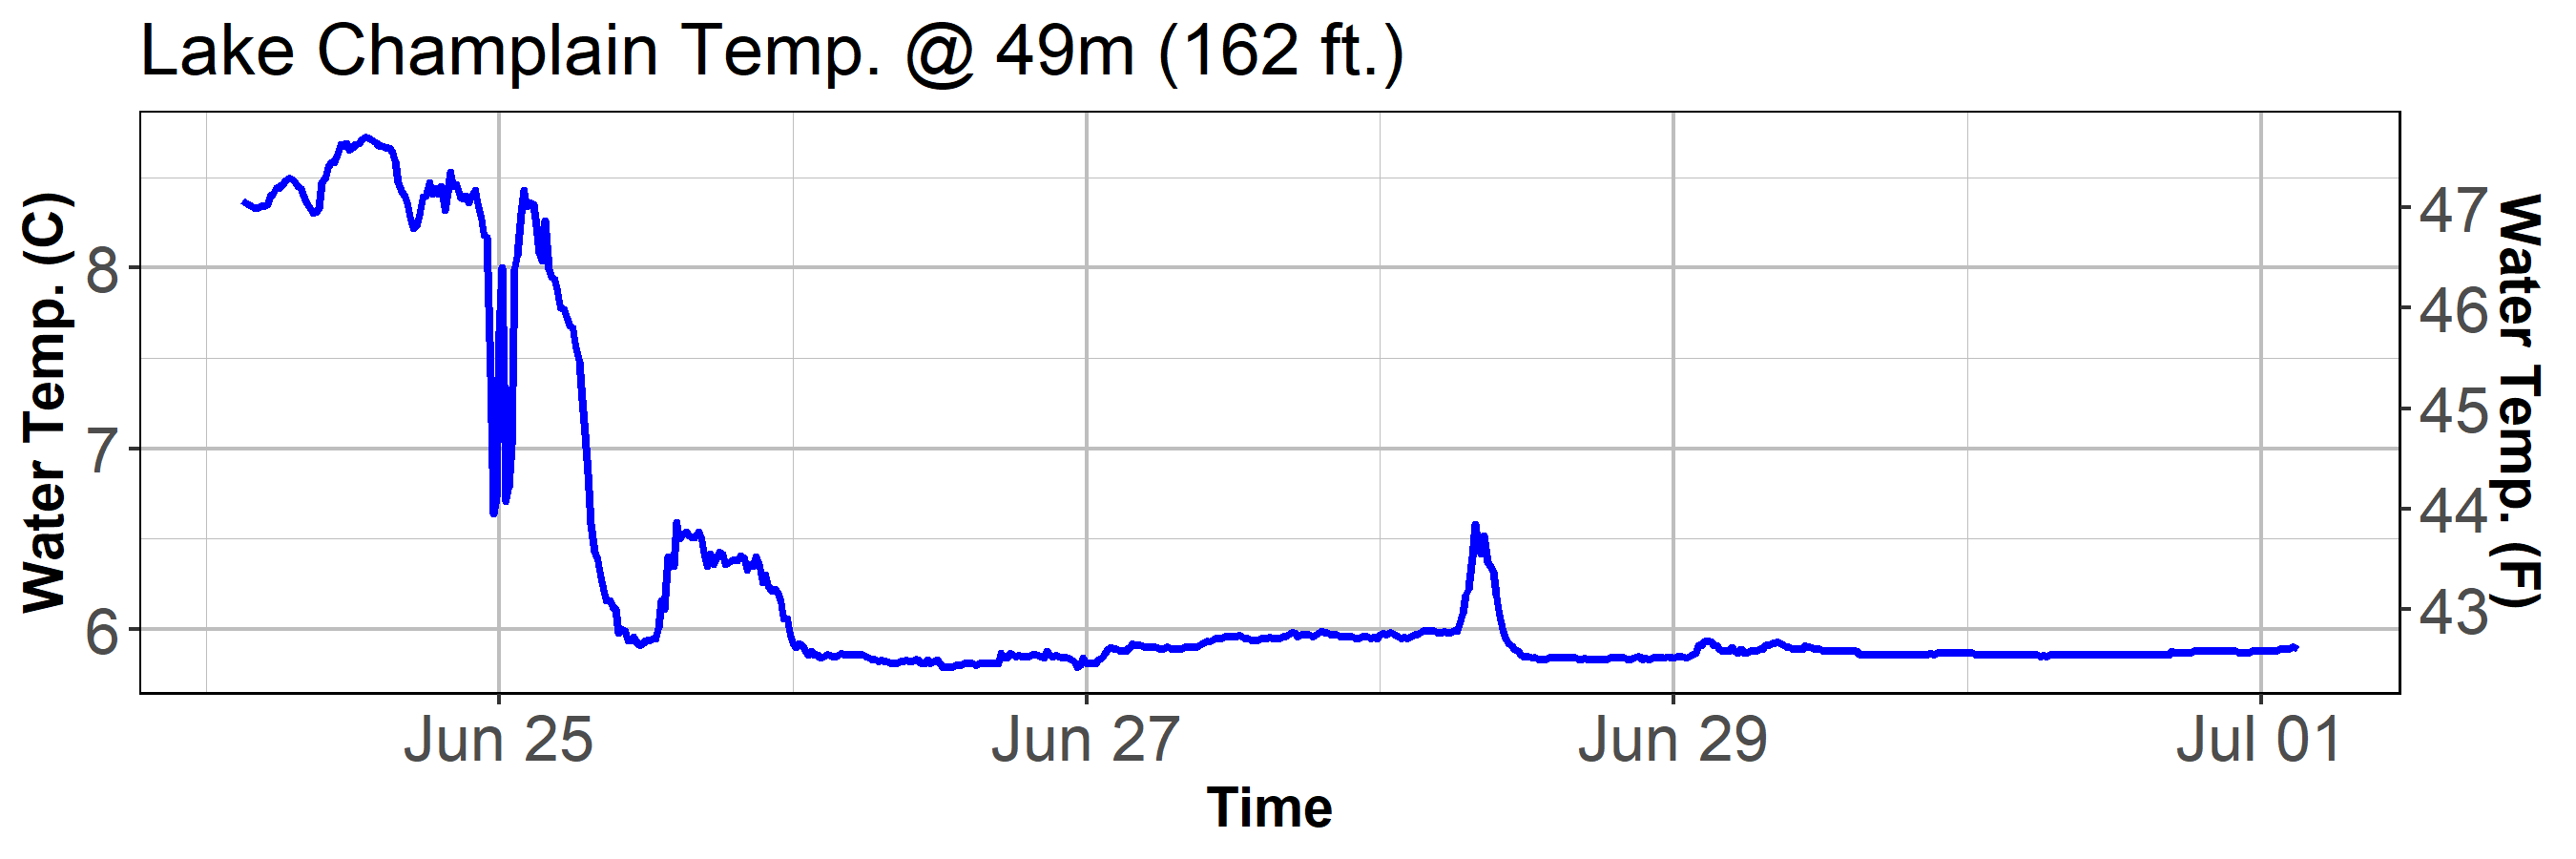 Lake Champlain Temp. @ 49m (162 ft.)
Water Temp. (C)
8
7
6
47
46
45
44
43
Water Temp. (F)
Jun 25
Jun 27
Jun 29
Jul 01
Time